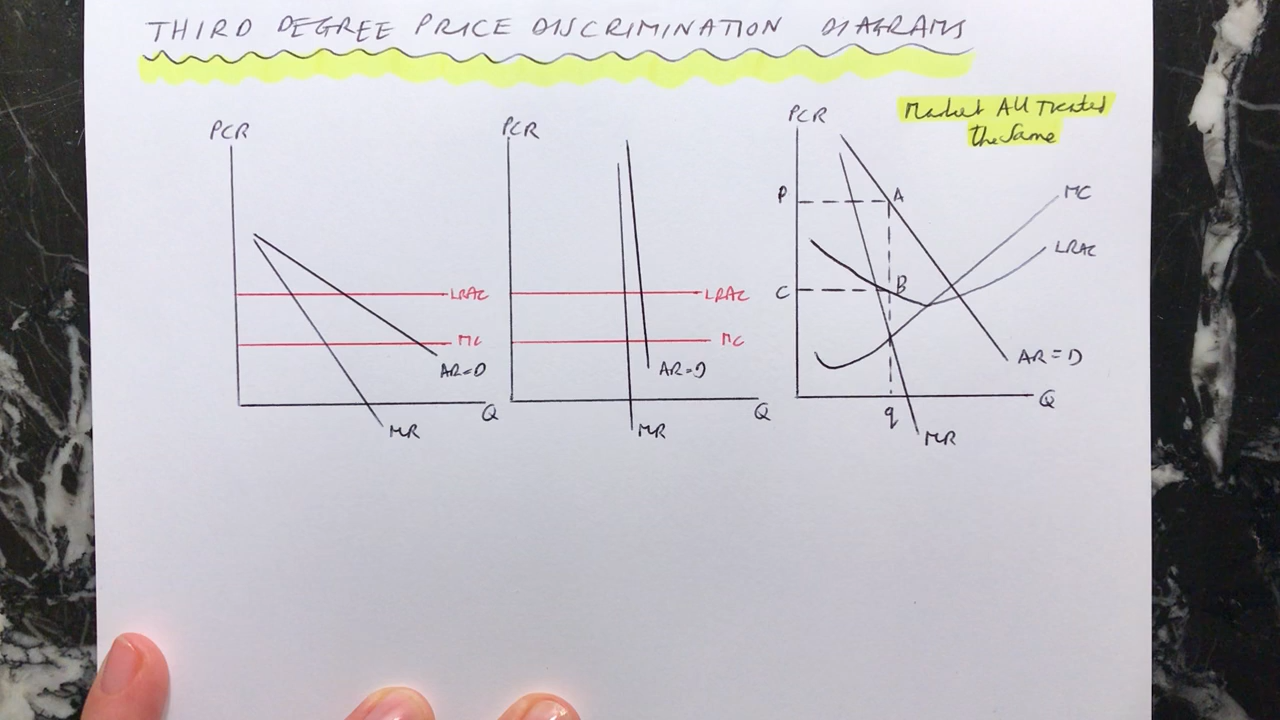 THIRD DEGREE PRICE DISCRIMINATION DIAGRAMS
Market All Treated
the Same
PCR
LRAC
MC
AR=D
MR
Q
PCR
LRAC
MC
AR=D
MR
Q
PCR
P
A
MC
LRAC
C
B
AR=D
q
Q
MR